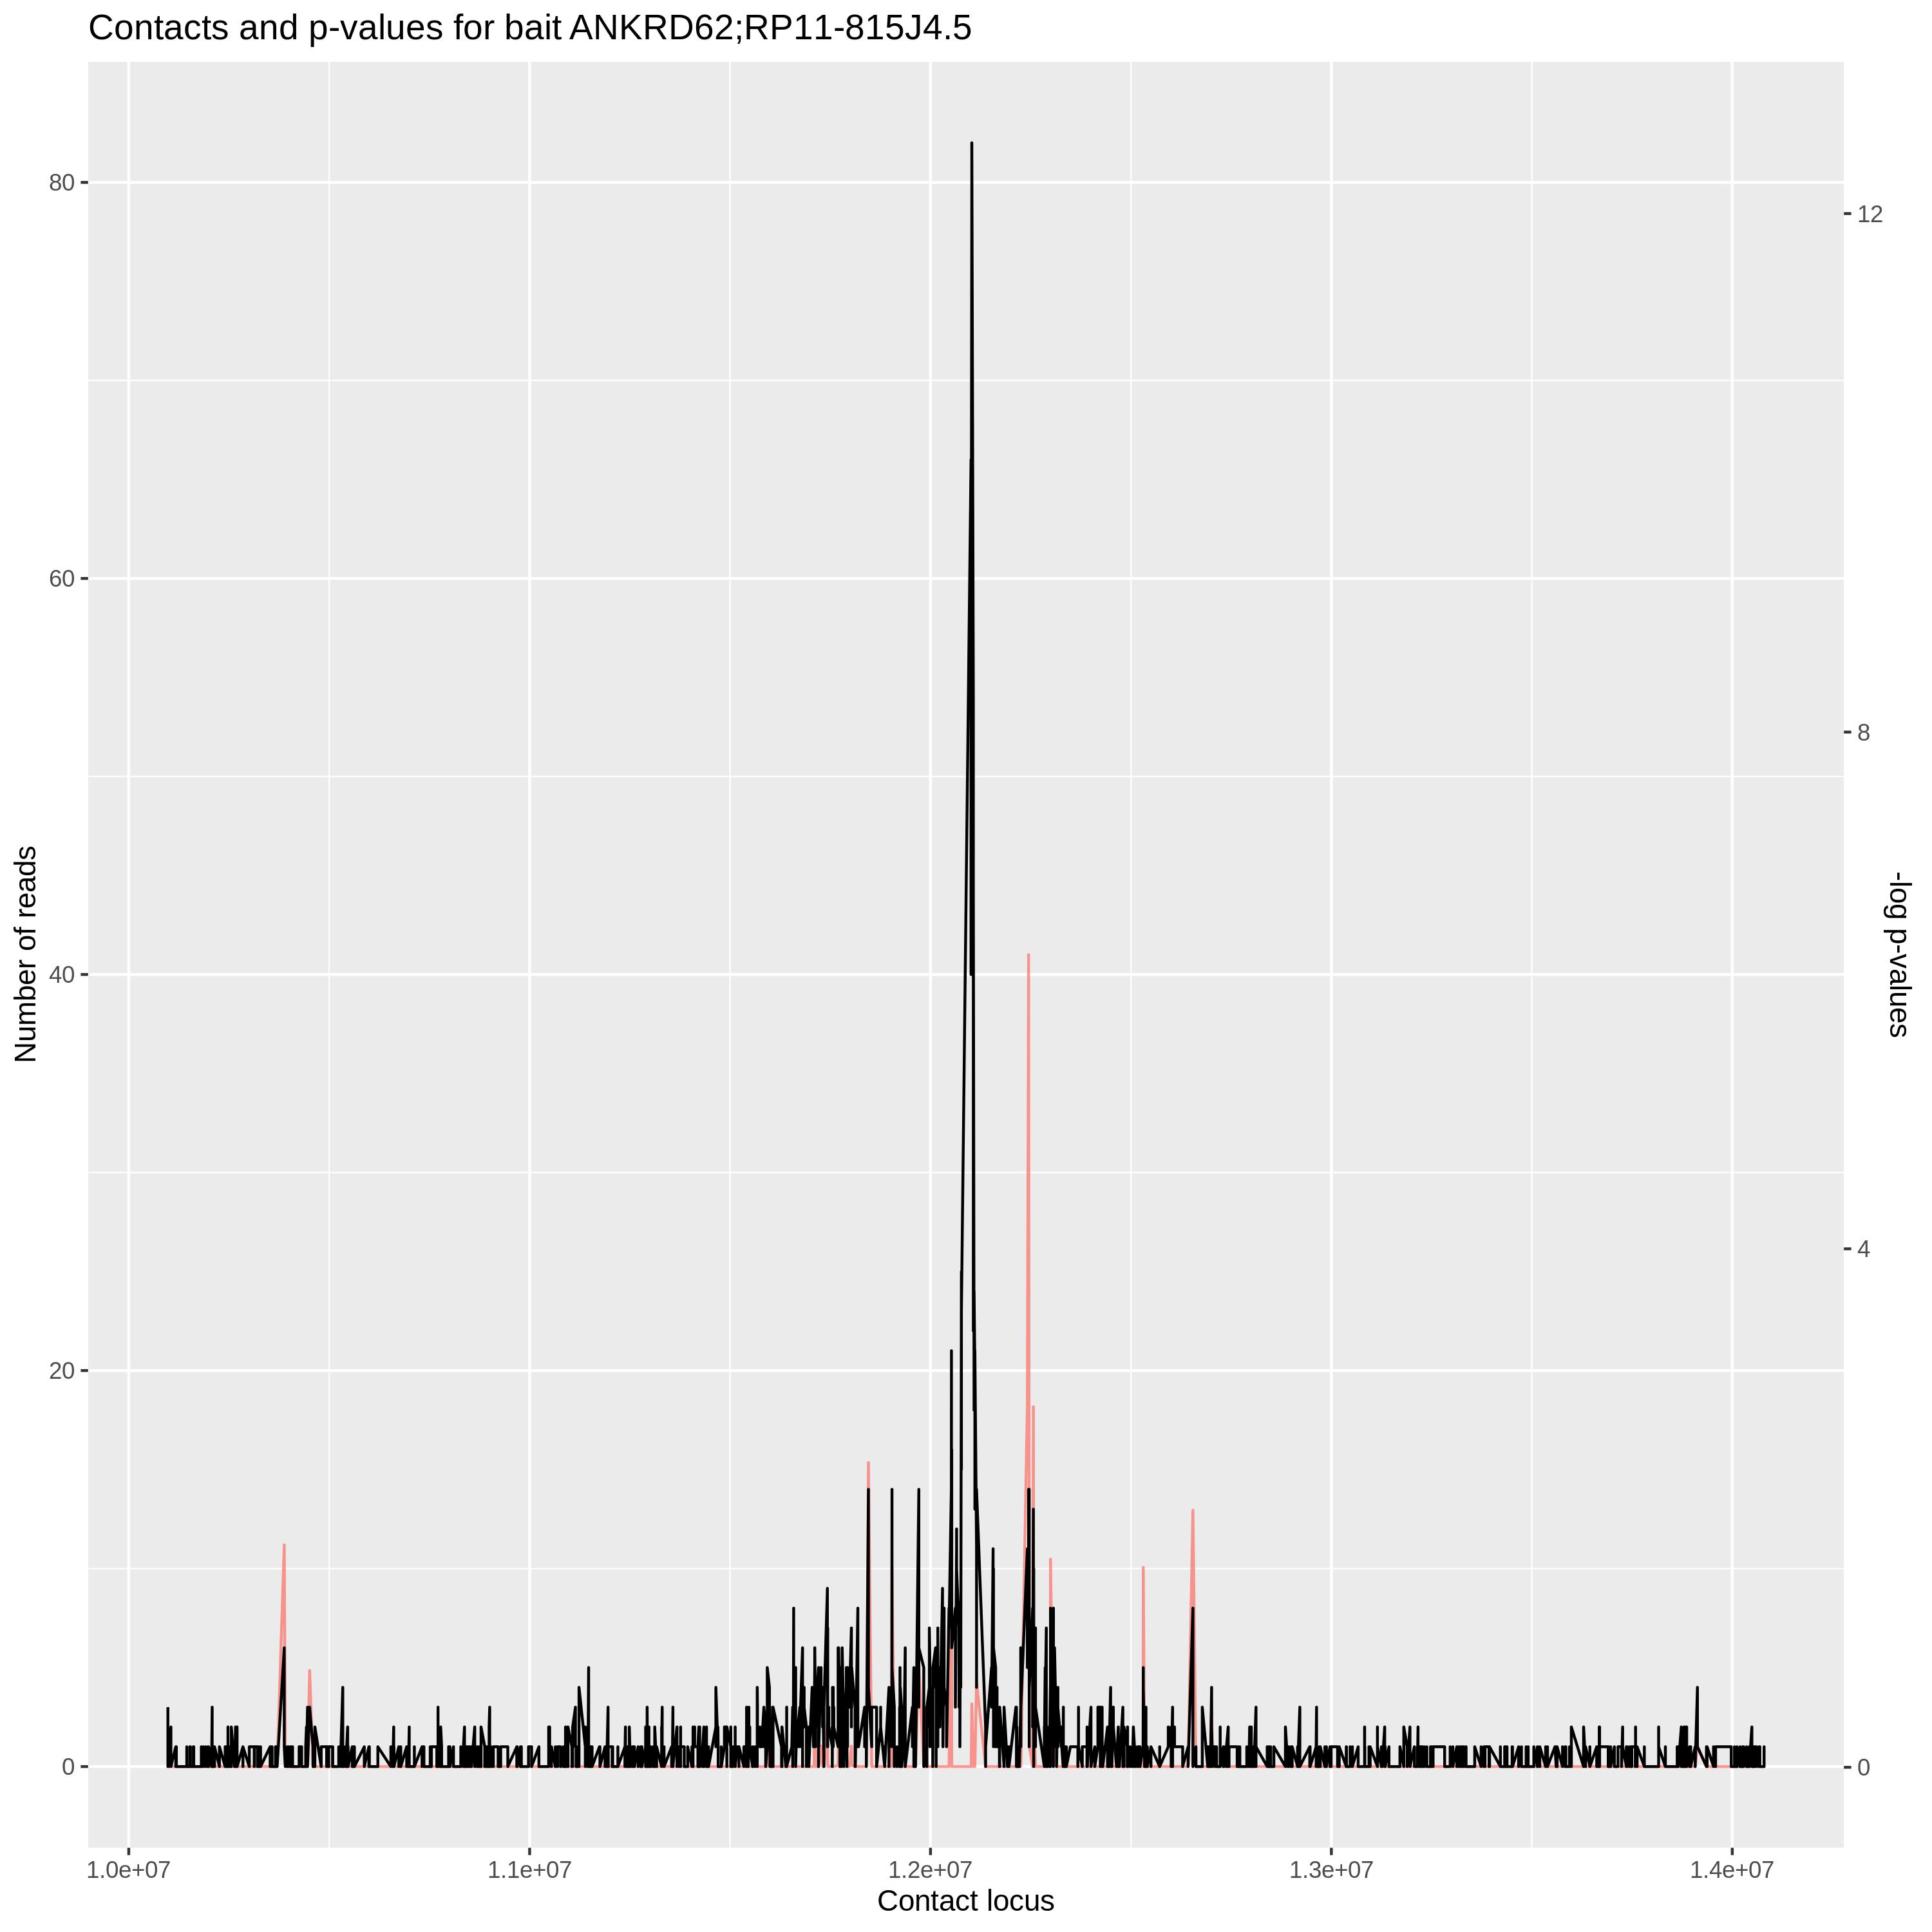 Contacts and p-values for bait ANKRD62;RP11-815J4.5
80
60
40
20
0
Number of reads
12
8
4
0
-log p-values
1.0e+07 1.1e+07 1.2e+07 1.3e+07 1.4e+07
Contact locus